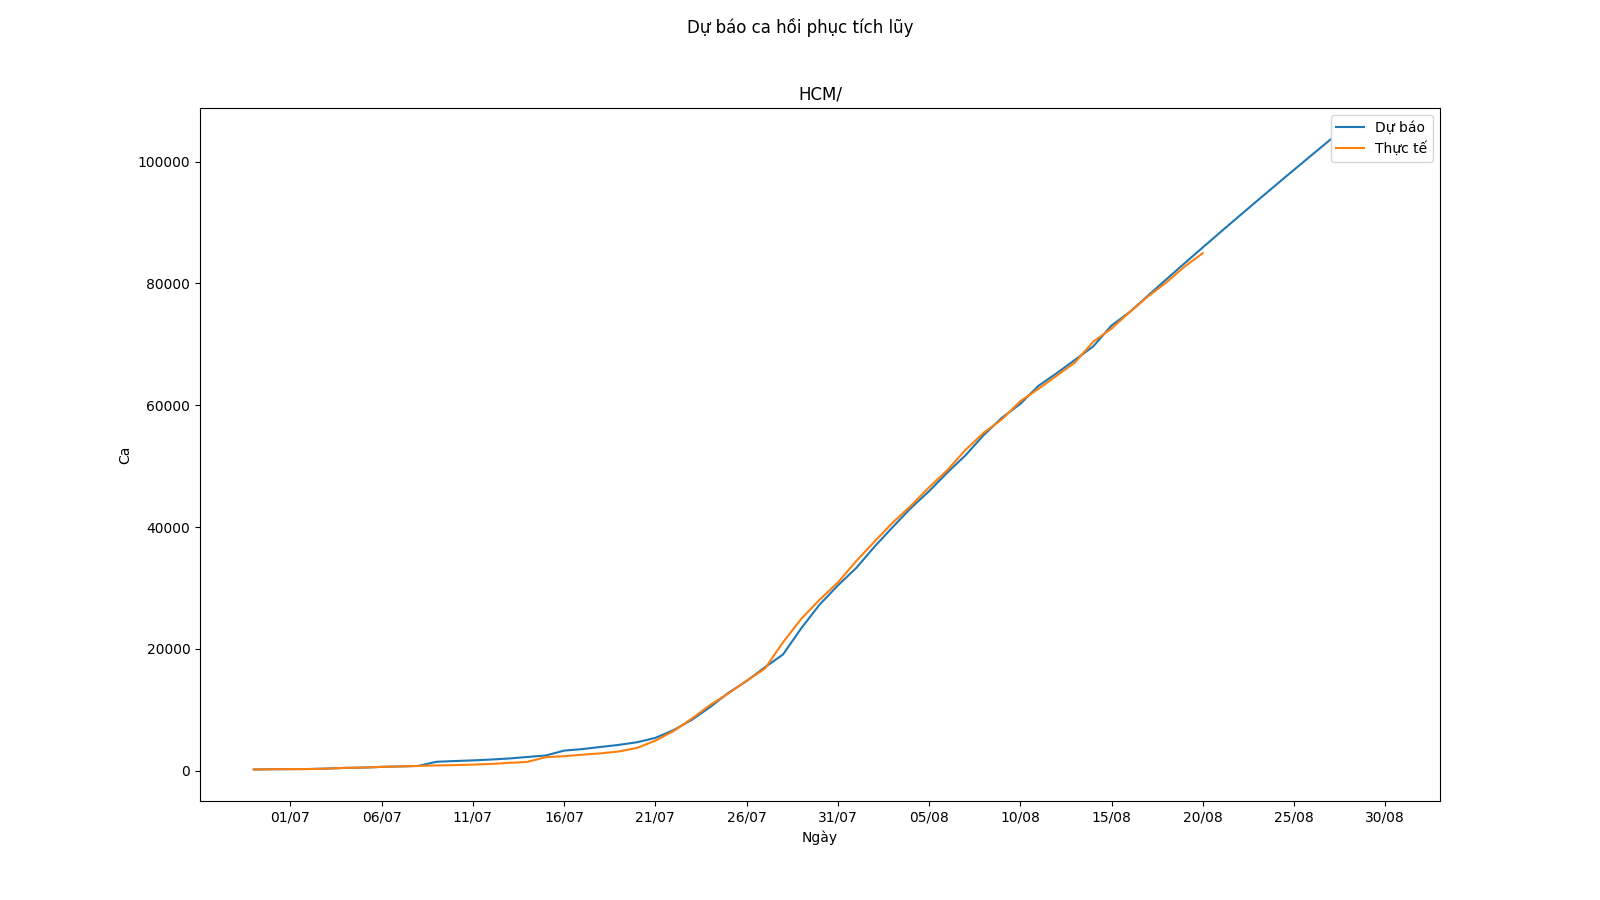 Dự báo ca hồi phục tích lũy
HCM/
Dự báo
Thực tế
100000
80000
60000
40000
20000
0
Ca
01/07 06/07 11/07 16/07 21/07 26/07 31/07 05/08 10/08 15/08 20/08 25/08 30/08
Ngày